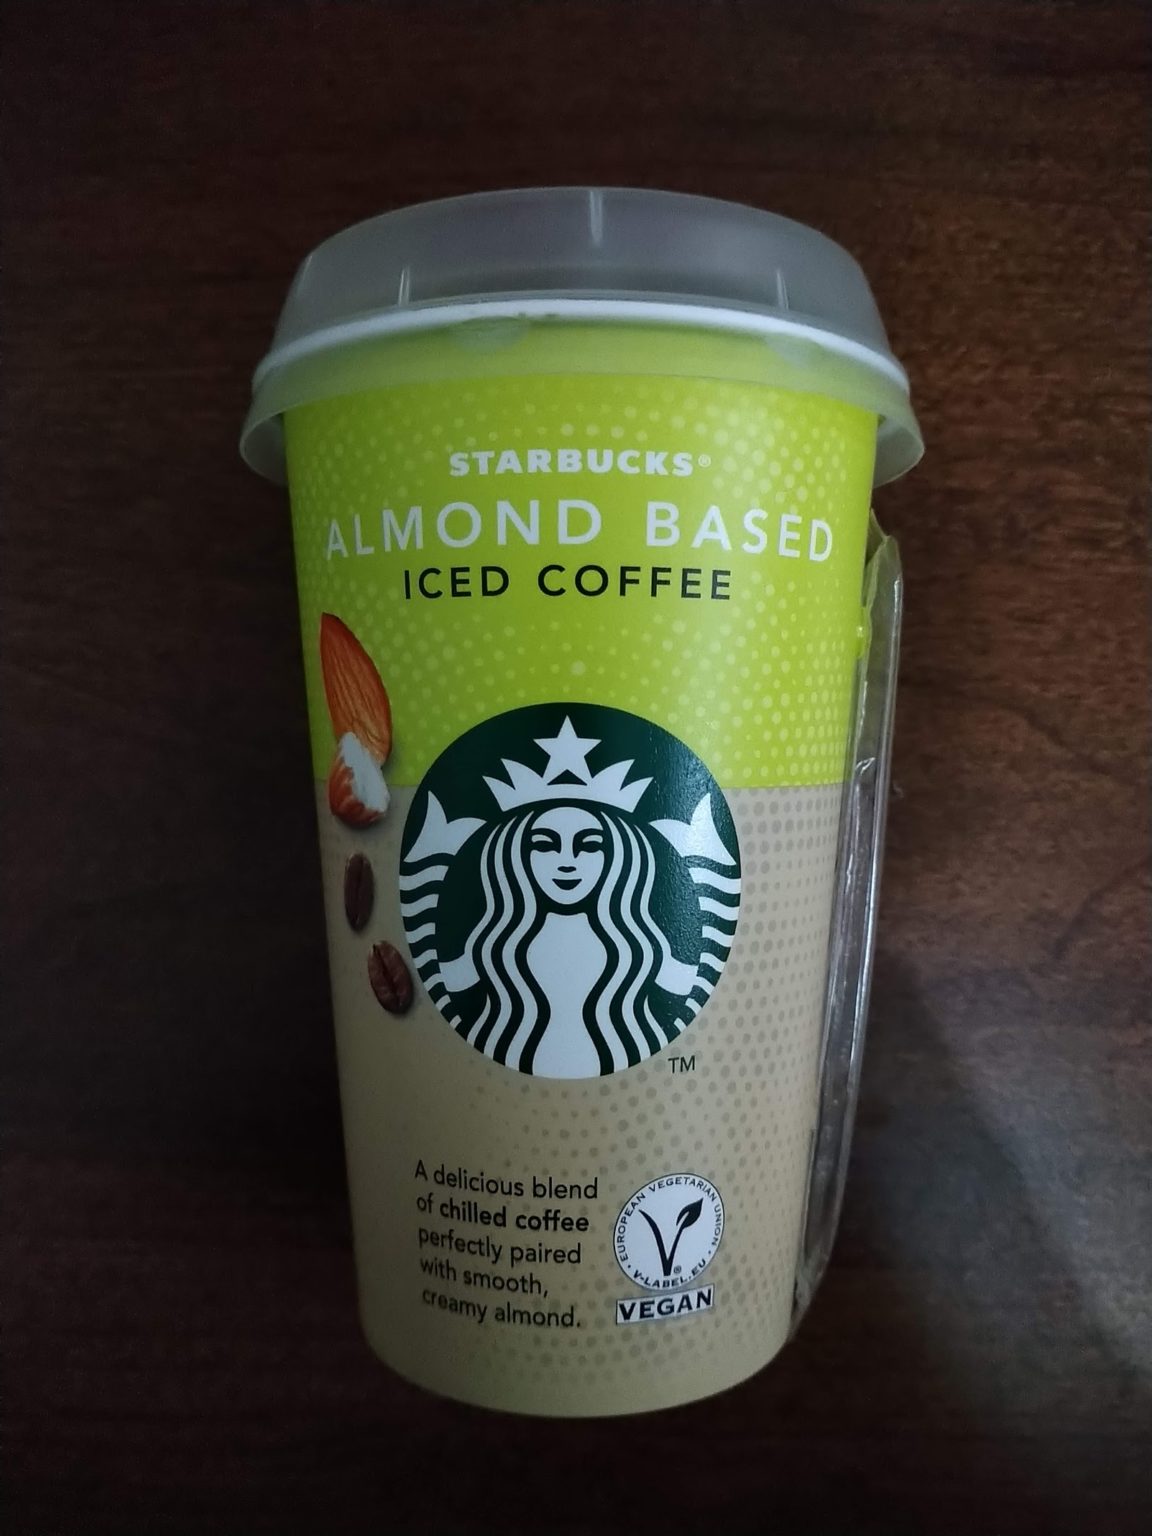 STARBUCKS®
ALMOND BASED
ICED COFFEE
TM
A delicious blend
of chilled coffee
perfectly paired
with smooth,
creamy almond.
EUROPEAN VEGETARIAN UNION
• V-LABEL.EU •
®
VEGAN